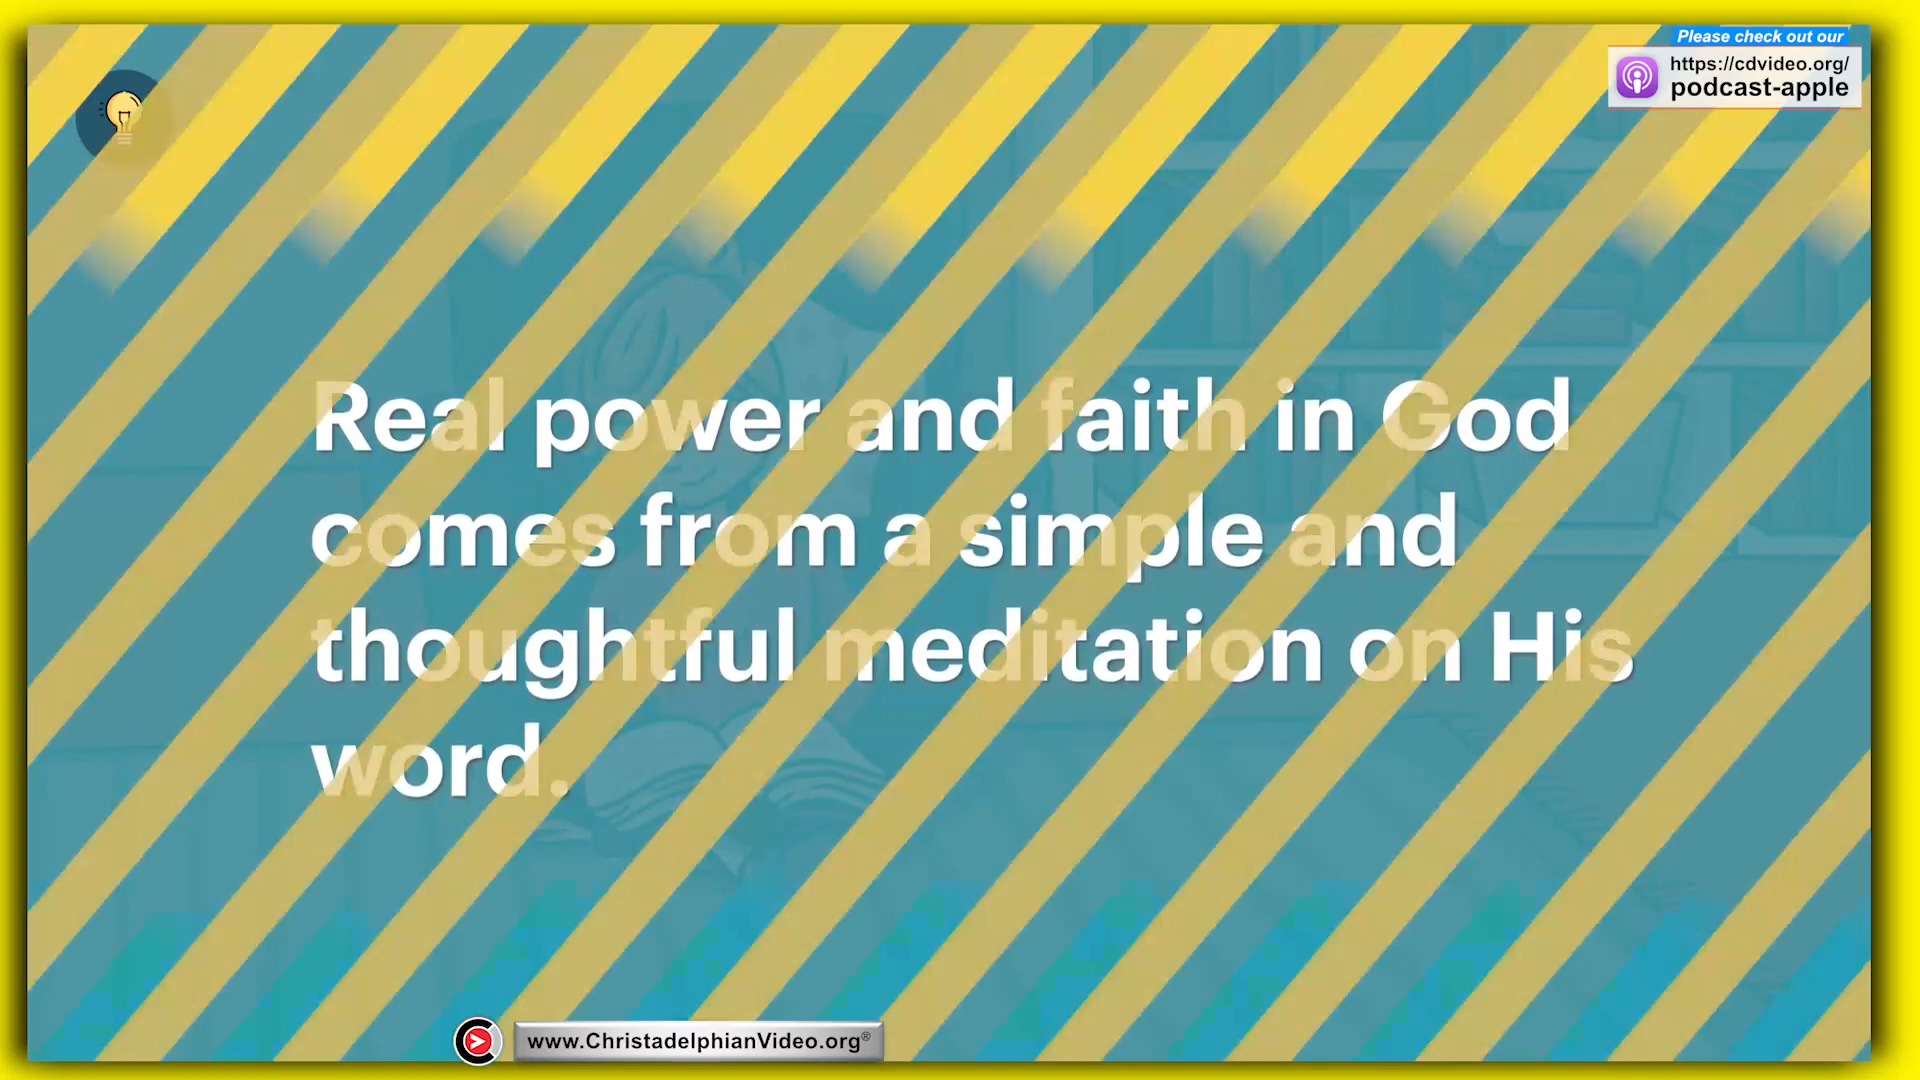 Please check out our
https://cdvideo.org/
podcast-apple
Real power and faith in God
comes from a simple and
thoughtful meditation on His
word.
www.ChristadelphianVideo.org®